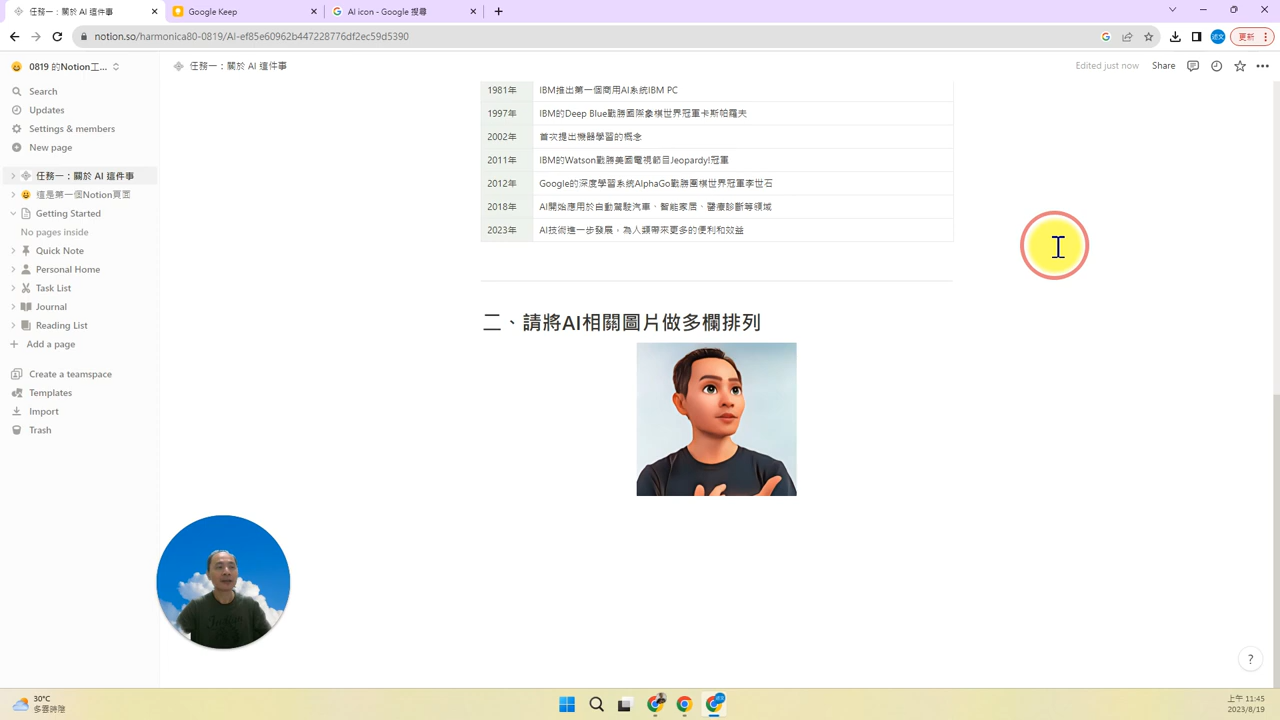 任務一：關於 AI 這件事
Google Keep
AI icon - Google 搜尋
notion.so/harmonica80-0819/AI-ef85e60962b447228776df2ec59d5390
更新
0819 的Notion工...
任務一：關於 AI 這件事
Edited just now
Share
Search
Updates
Settings & members
New page
任務一：關於 AI 這件事
這是第一個Notion頁面
Getting Started
No pages inside
Quick Note
Personal Home
Task List
Journal
Reading List
Add a page
Create a teamspace
Templates
Import
Trash
1981年 IBM推出第一個商用AI系統IBM PC
1997年 IBM的Deep Blue戰勝國際象棋世界冠軍卡斯帕羅夫
2002年 首次提出機器學習的概念
2011年 IBM的Watson戰勝美國電視節目Jeopardy!冠軍
2012年 Google的深度學習系統AlphaGo戰勝圍棋世界冠軍李世石
2018年 AI開始應用於自動駕駛汽車、智能家居、醫療診斷等領域
2023年 AI技術進一步發展，為人類帶來更多的便利和效益
二、請將AI相關圖片做多欄排列
?
30°C
多雲時陰
上午 11:45
2023/8/19